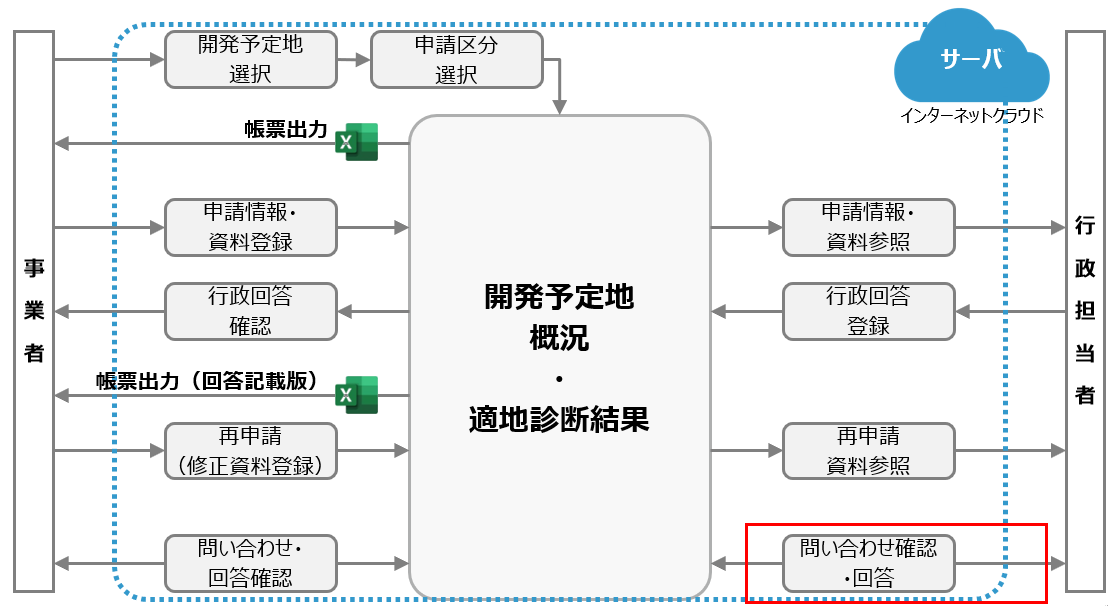 開発予定地
選択
申請区分
選択
サーバ
インターネットクラウド
帳票出力
X
申請情報・
資料登録
申請情報・
資料参照
事業者
行政担当者
行政回答
確認
開発予定地
概況
・
適地診断結果
行政回答
登録
帳票出力（回答記載版）
X
再申請
（修正資料登録）
再申請
資料参照
問い合わせ・
回答確認
問い合わせ確認
・回答